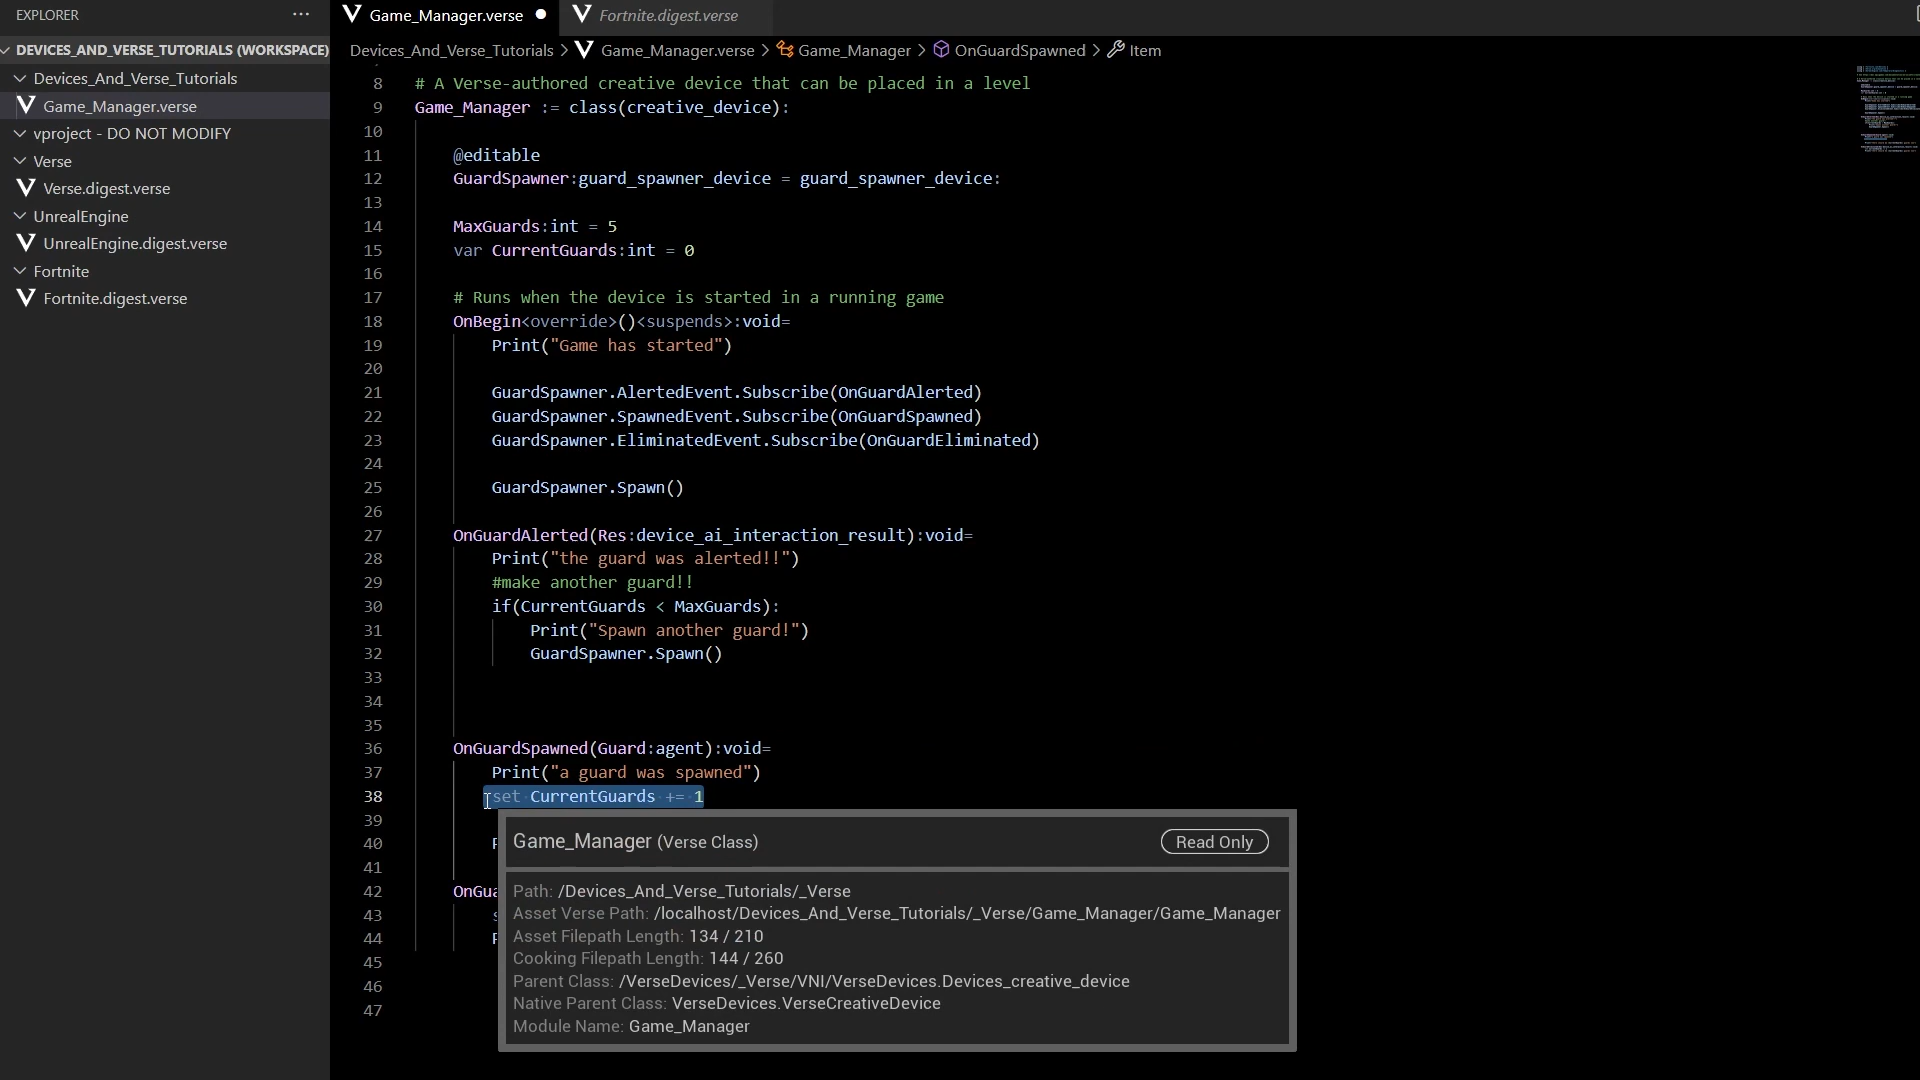 EXPLORER
Game_Manager.verse
Fortnite.digest.verse
DEVICES_AND_VERSE_TUTORIALS (WORKSPACE)
Devices_And_Verse_Tutorials
Game_Manager.verse
vproject - DO NOT MODIFY
Verse
Verse.digest.verse
UnrealEngine
UnrealEngine.digest.verse
Fortnite
Fortnite.digest.verse
Devices_And_Verse_Tutorials > Game_Manager.verse > Game_Manager > OnGuardSpawned > Item
8 # A Verse-authored creative device that can be placed in a level
9 Game_Manager := class(creative_device):
10
11 @editable
12 GuardSpawner:guard_spawner_device = guard_spawner_device:
13
14 MaxGuards:int = 5
15 var CurrentGuards:int = 0
16
17 # Runs when the device is started in a running game
18 OnBegin<override>()<suspends>:void=
19 Print("Game has started")
20
21 GuardSpawner.AlertedEvent.Subscribe(OnGuardAlerted)
22 GuardSpawner.SpawnedEvent.Subscribe(OnGuardSpawned)
23 GuardSpawner.EliminatedEvent.Subscribe(OnGuardEliminated)
24
25 GuardSpawner.Spawn()
26
27 OnGuardAlerted(Res:device_ai_interaction_result):void=
28 Print("the guard was alerted!!")
29 #make another guard!!
30 if(CurrentGuards < MaxGuards):
31 Print("Spawn another guard!")
32 GuardSpawner.Spawn()
33
34
35
36 OnGuardSpawned(Guard:agent):void=
37 Print("a guard was spawned")
38 set CurrentGuards += 1
39
40
41
42 OnGua
43
44
45
46
47
Game_Manager (Verse Class)
Read Only
Path: /Devices_And_Verse_Tutorials/_Verse
Asset Verse Path: /localhost/Devices_And_Verse_Tutorials/_Verse/Game_Manager/Game_Manager
Asset Filepath Length: 134 / 210
Cooking Filepath Length: 144 / 260
Parent Class: /VerseDevices/_Verse/VNI/VerseDevices.Devices_creative_device
Native Parent Class: VerseDevices.VerseCreativeDevice
Module Name: Game_Manager